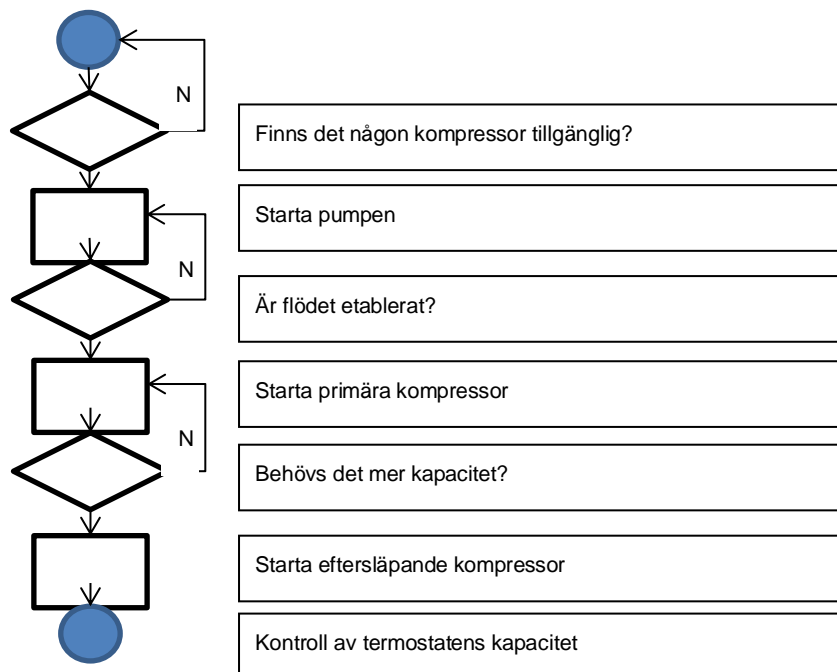 N
Finns det någon kompressor tillgänglig?
Starta pumpen
N
Är flödet etablerat?
Starta primära kompressor
N
Behövs det mer kapacitet?
Starta eftersläpande kompressor
Kontroll av termostatens kapacitet